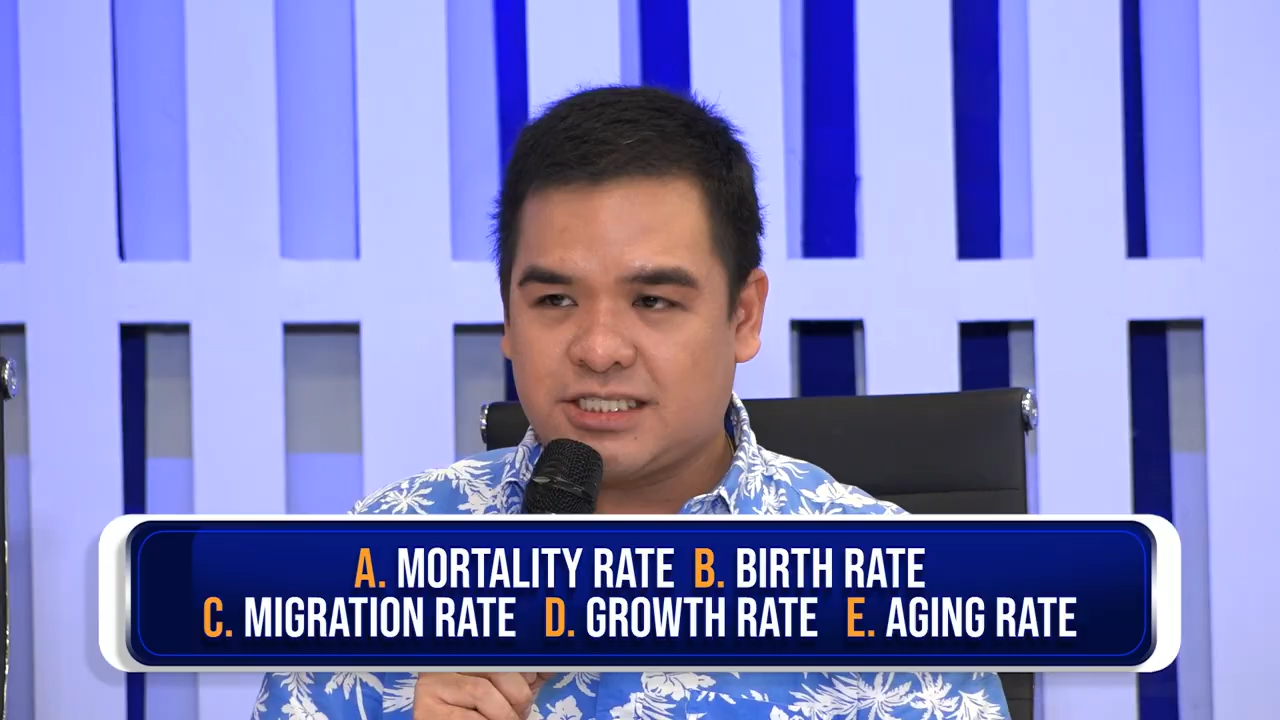 A. MORTALITY RATE B. BIRTH RATE
C. MIGRATION RATE D. GROWTH RATE E. AGING RATE